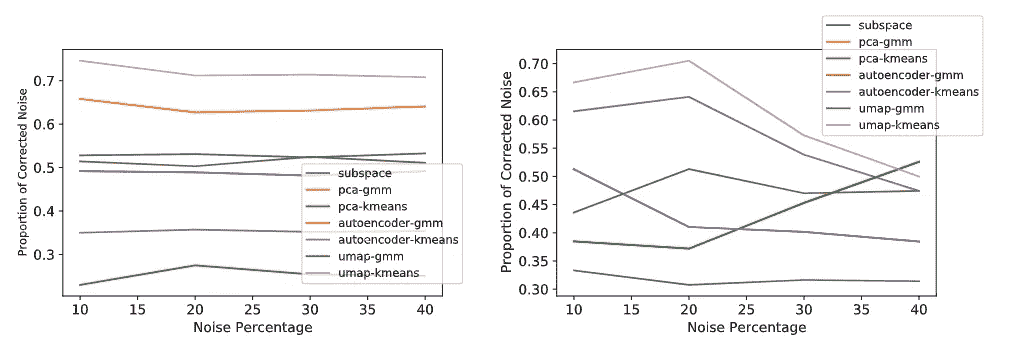 Proportion of Corrected Noise
0.7
0.6
0.5
0.4
0.3
10 15 20 25 30 35 40
Noise Percentage
subspace
pca-gmm
pca-kmeans
autoencoder-gmm
autoencoder-kmeans
umap-gmm
umap-kmeans
Proportion of Corrected Noise
0.70
0.65
0.60
0.55
0.50
0.45
0.40
0.35
0.30
10 15 20 25 30 35 40
Noise Percentage
subspace
pca-gmm
pca-kmeans
autoencoder-gmm
autoencoder-kmeans
umap-gmm
umap-kmeans